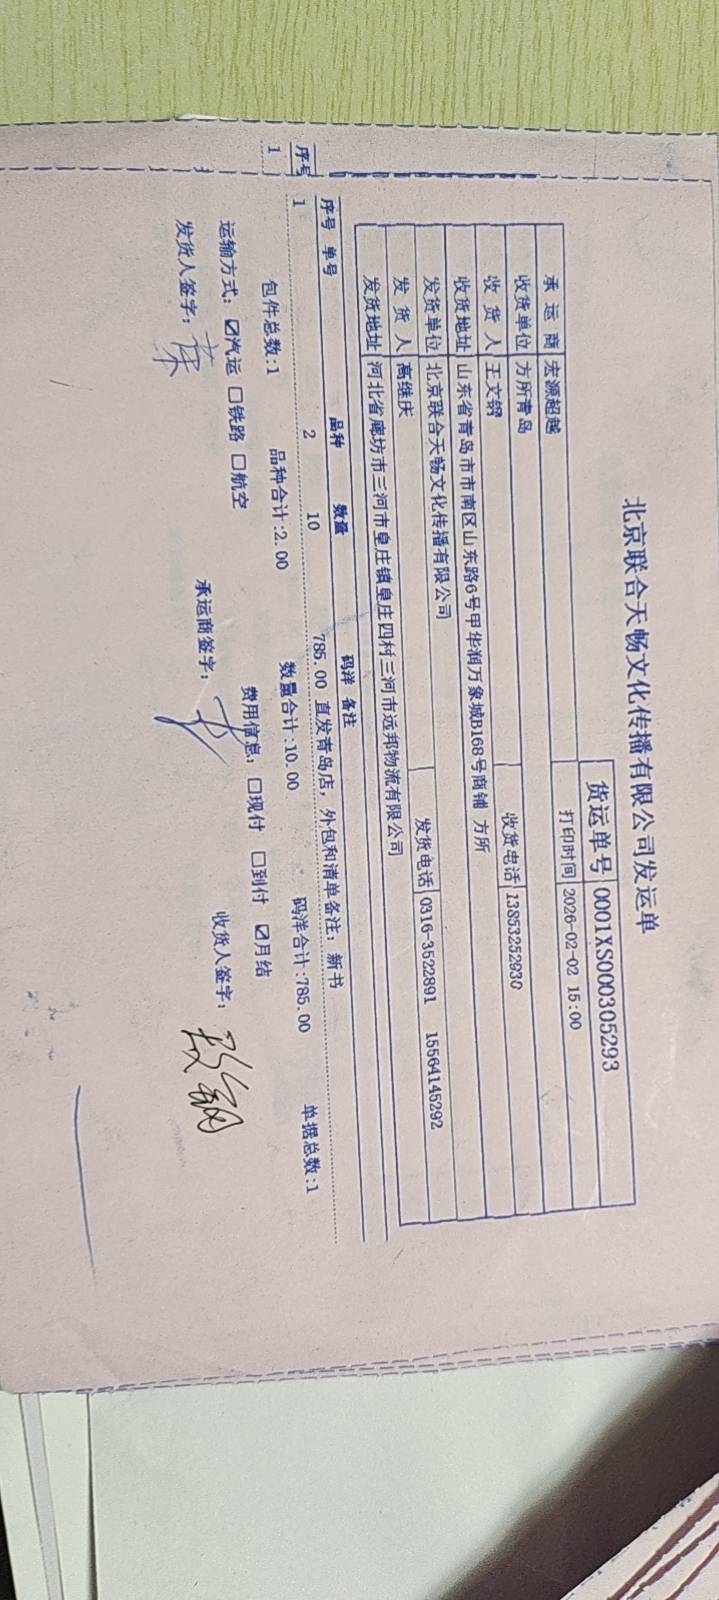 北京联合天畅文化传播有限公司发运单
货运单号 0001XS000305293
承运商 宏源超越 打印时间 2026-02-02 15:00
收货单位 方所青岛
收货人 王文钢 收货电话 13853252930
收货地址 山东省青岛市市南区山东路6号甲华润万象城B168号商铺 方所
发货单位 北京联合天畅文化传播有限公司
发货人 高继庆 发货电话 0316-3522891 15564145292
发货地址 河北省廊坊市三河市皇庄镇皇庄四村三河市远邦物流有限公司
序号 单号 品种 数量 码洋 备注
1 2 10 785.00 直发青岛店，外包和清单备注：新书
包件总数:1 品种合计:2.00 数量合计:10.00 码洋合计:785.00 单据总数:1
运输方式：☑汽运 □铁路 □航空 费用信息：□现付 □到付 ☑月结
发货人签字： 承运商签字： 收货人签字：
序号
1